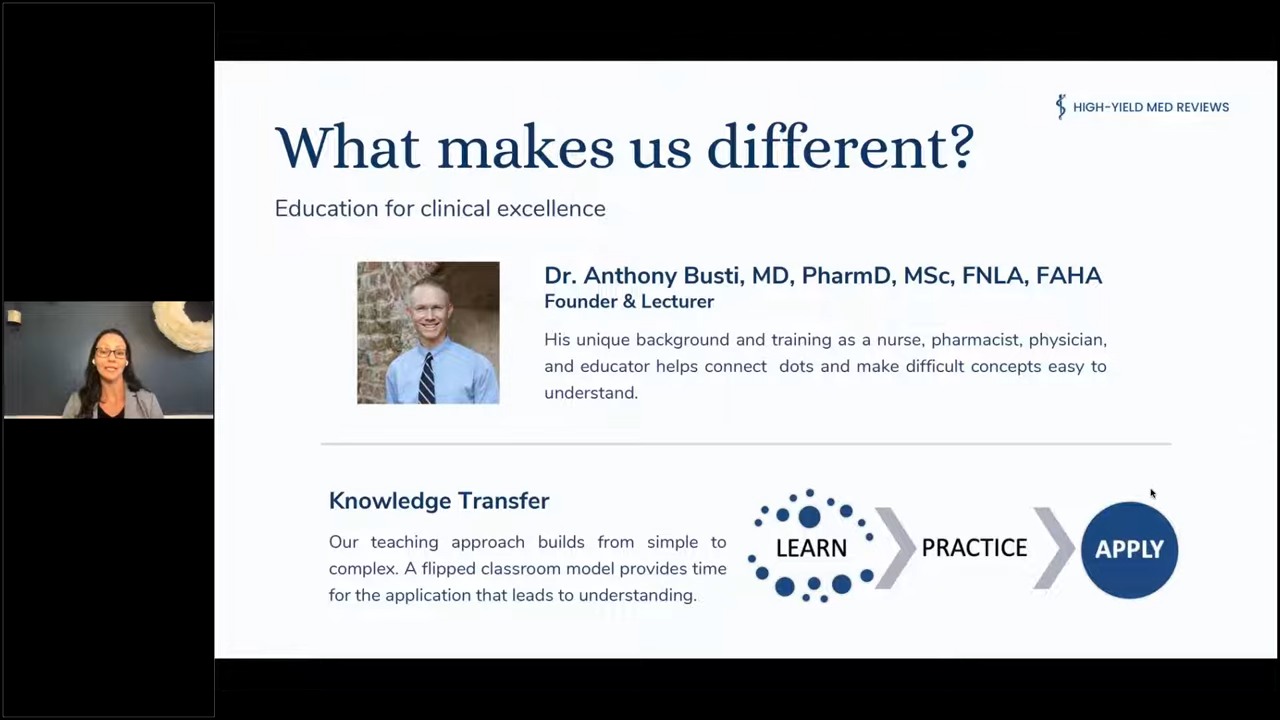 HIGH-YIELD MED REVIEWS
What makes us different?
Education for clinical excellence
Dr. Anthony Busti, MD, PharmD, MSc, FNLA, FAHA
Founder & Lecturer
His unique background and training as a nurse, pharmacist, physician,
and educator helps connect dots and make difficult concepts easy to
understand.
Knowledge Transfer
Our teaching approach builds from simple to
complex. A flipped classroom model provides time
for the application that leads to understanding.
LEARN
PRACTICE
APPLY